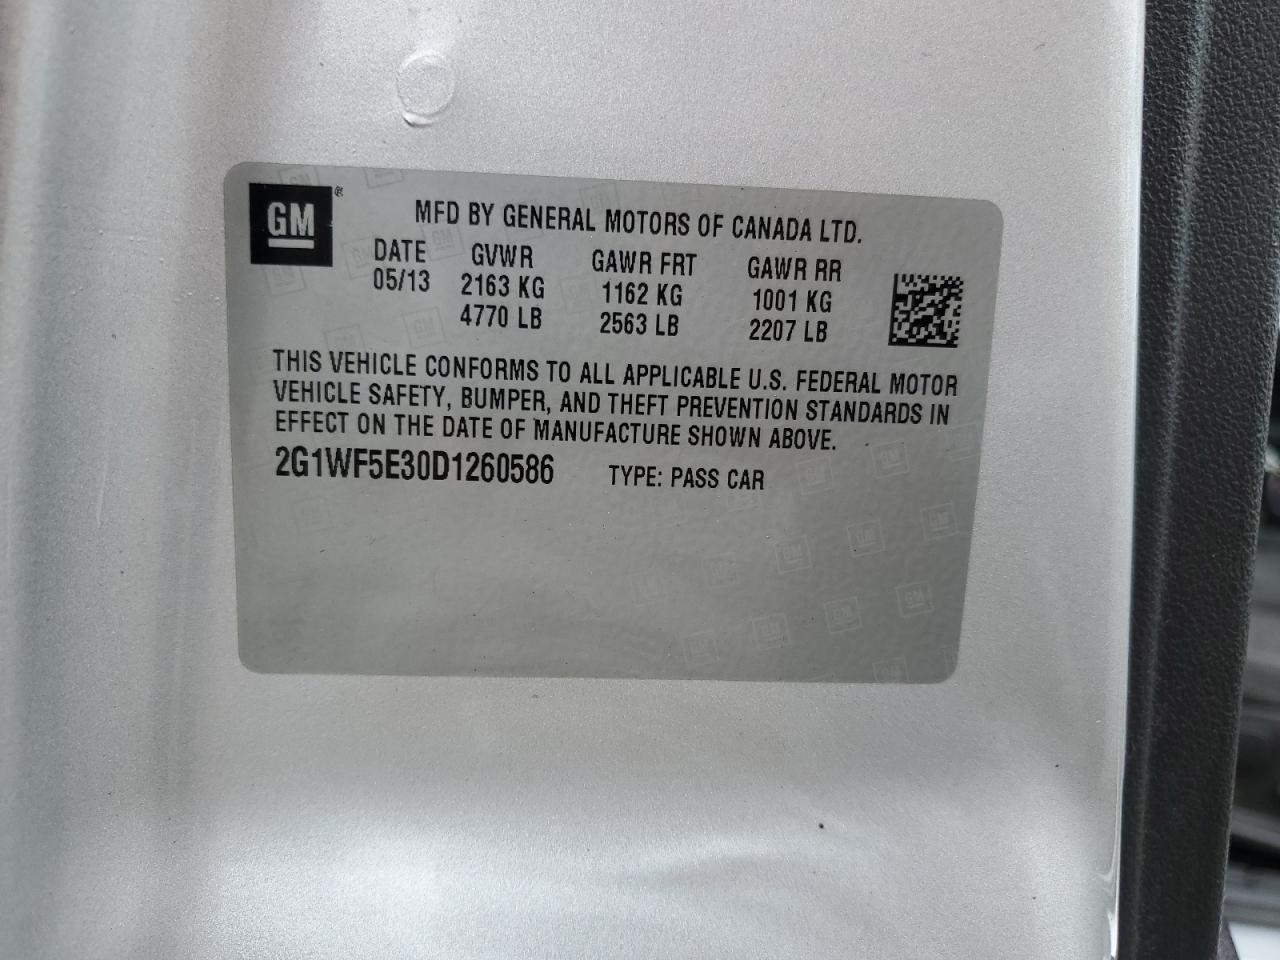 GM®
MFD BY GENERAL MOTORS OF CANADA LTD.
DATE GVWR GAWR FRT GAWR RR
05/13 2163 KG 1162 KG 1001 KG
4770 LB 2563 LB 2207 LB
THIS VEHICLE CONFORMS TO ALL APPLICABLE U.S. FEDERAL MOTOR
VEHICLE SAFETY, BUMPER, AND THEFT PREVENTION STANDARDS IN
EFFECT ON THE DATE OF MANUFACTURE SHOWN ABOVE.
2G1WF5E30D1260586 TYPE: PASS CAR